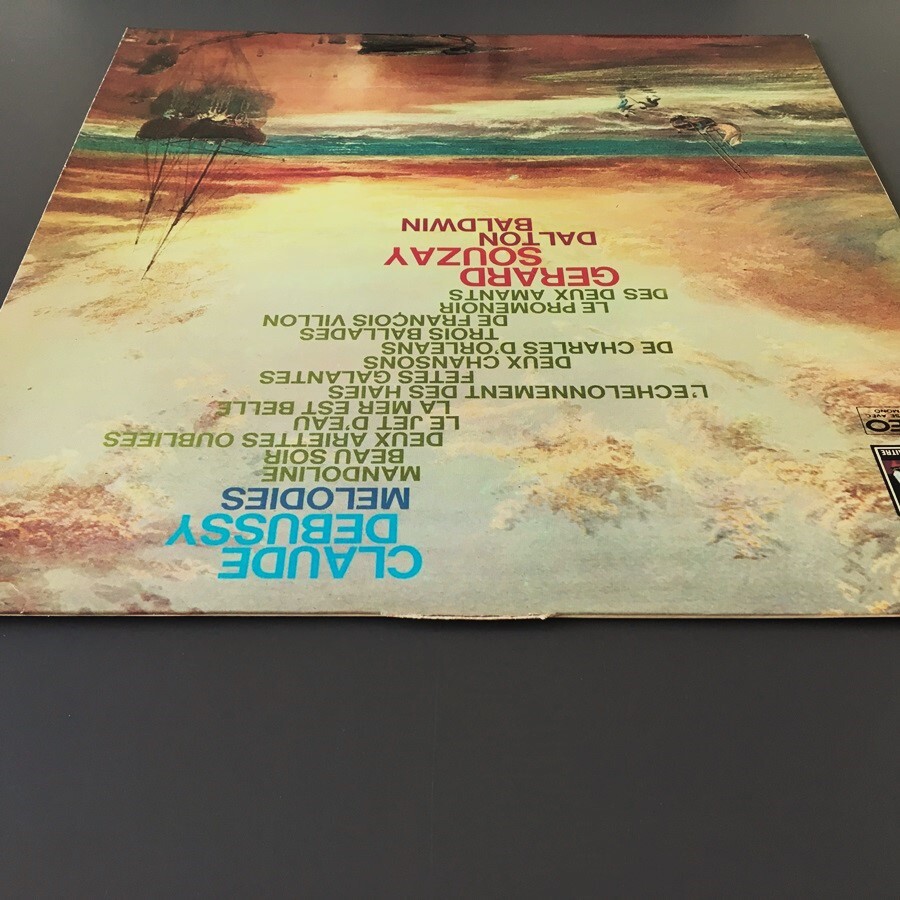 CLAUDE
DEBUSSY
MELODIES
MANDOLINE
BEAU SOIR
DEUX ARIETTES OUBLIEES
LE JET D'EAU
LA MER EST BELLE
L'ECHELONNEMENT DES HAIES
FETES GALANTES
DEUX CHANSONS
DE CHARLES D'ORLEANS
TROIS BALLADES
DE FRANÇOIS VILLON
LE PROMENOIR
DES DEUX AMANTS
GERARD
SOUZAY
DALTON
BALDWIN
AVEC
MONO